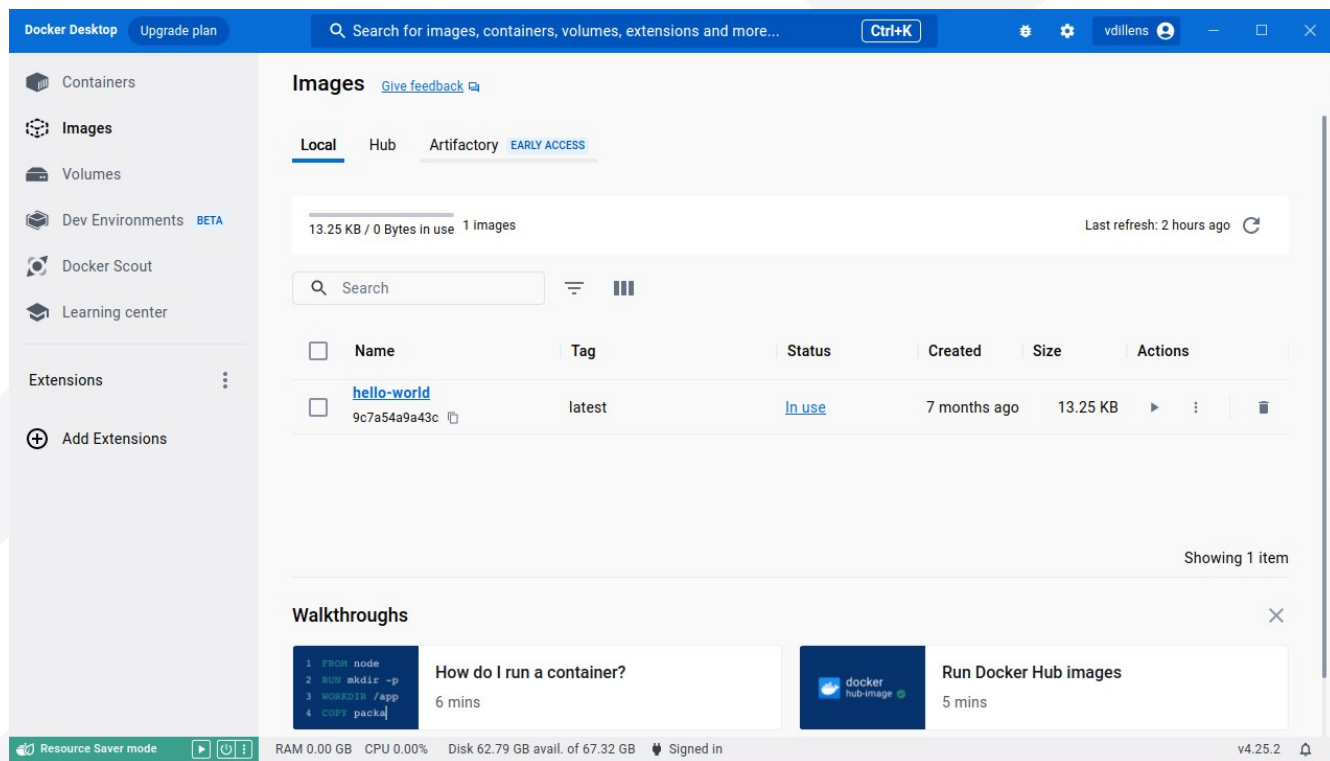 Docker Desktop Upgrade plan Search for images, containers, volumes, extensions and more... Ctrl+K vdillens
Containers
Images
Volumes
Dev Environments BETA
Docker Scout
Learning center
Extensions
Add Extensions
Images Give feedback
Local Hub Artifactory EARLY ACCESS
13.25 KB / 0 Bytes in use 1 images Last refresh: 2 hours ago
Search
Name Tag Status Created Size Actions
hello-world
9c7a54a9a43c latest In use 7 months ago 13.25 KB
Showing 1 item
Walkthroughs
1 FROM node
2 RUN mkdir -p
3 WORKDIR /app
4 COPY packa
How do I run a container?
6 mins
docker
hub-image
Run Docker Hub images
5 mins
Resource Saver mode RAM 0.00 GB CPU 0.00% Disk 62.79 GB avail. of 67.32 GB Signed in v4.25.2